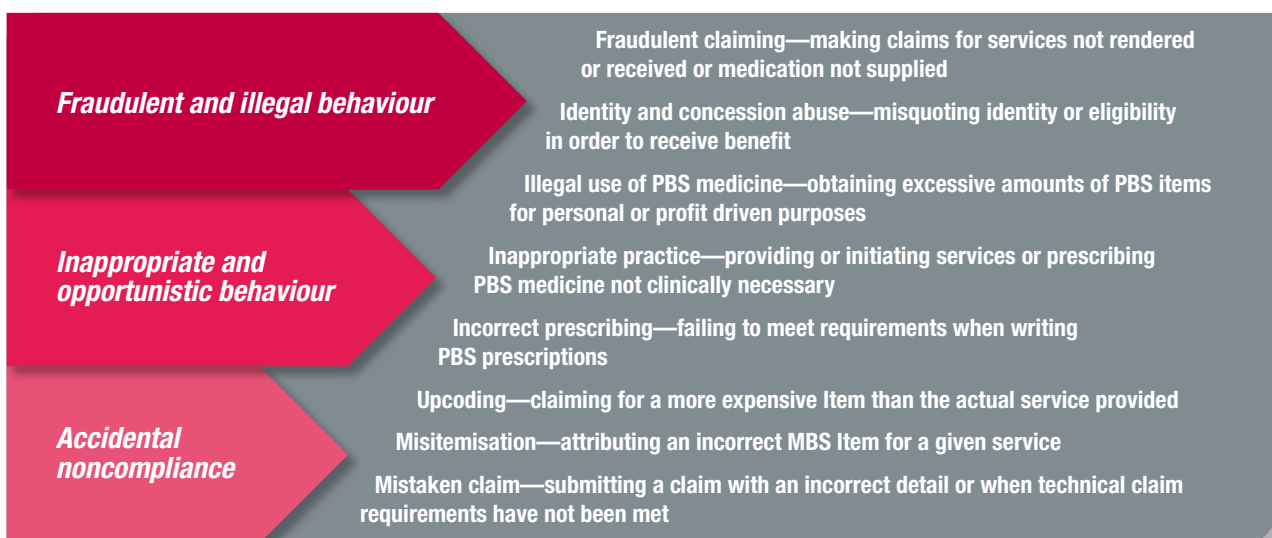 Fraudulent and illegal behaviour
Fraudulent claiming—making claims for services not rendered
or received or medication not supplied
Identity and concession abuse—misquoting identity or eligibility
in order to receive benefit
Illegal use of PBS medicine—obtaining excessive amounts of PBS items
for personal or profit driven purposes
Inappropriate and
opportunistic behaviour
Inappropriate practice—providing or initiating services or prescribing
PBS medicine not clinically necessary
Incorrect prescribing—failing to meet requirements when writing
PBS prescriptions
Accidental
noncompliance
Upcoding—claiming for a more expensive Item than the actual service provided
Misitemisation—attributing an incorrect MBS Item for a given service
Mistaken claim—submitting a claim with an incorrect detail or when technical claim
requirements have not been met